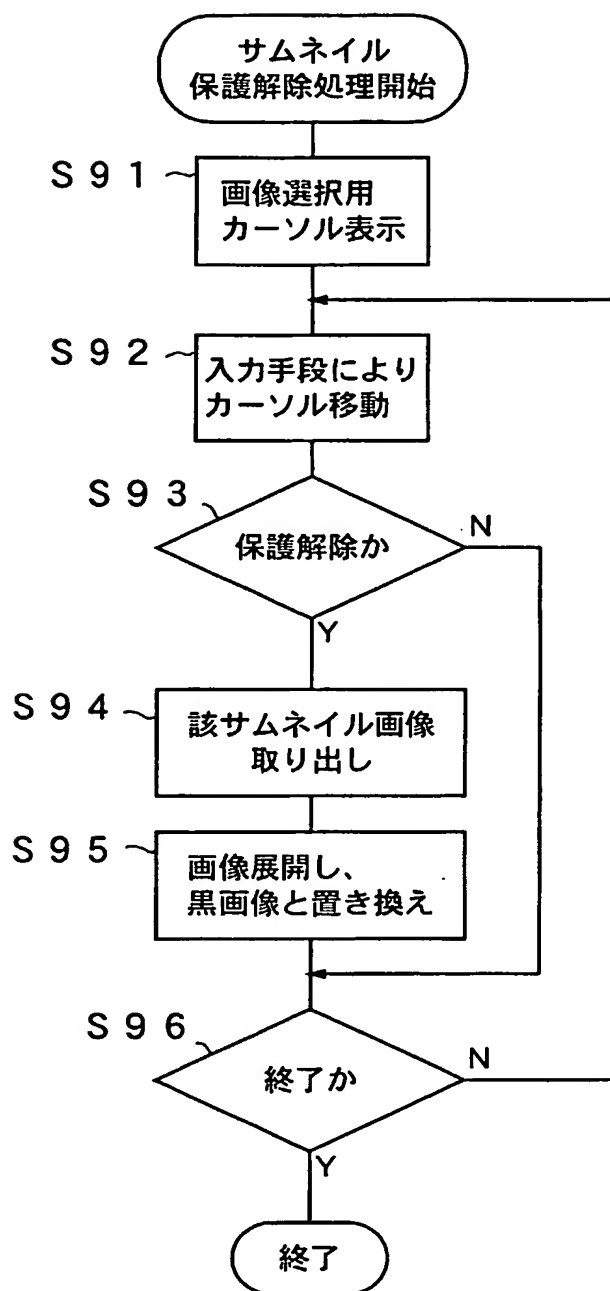 サムネイル
保護解除処理開始
S91
画像選択用
カーソル表示
S92
入力手段により
カーソル移動
S93
保護解除か
N
Y
S94
該サムネイル画像
取り出し
S95
画像展開し、
黒画像と置き換え
S96
終了か
N
Y
終了